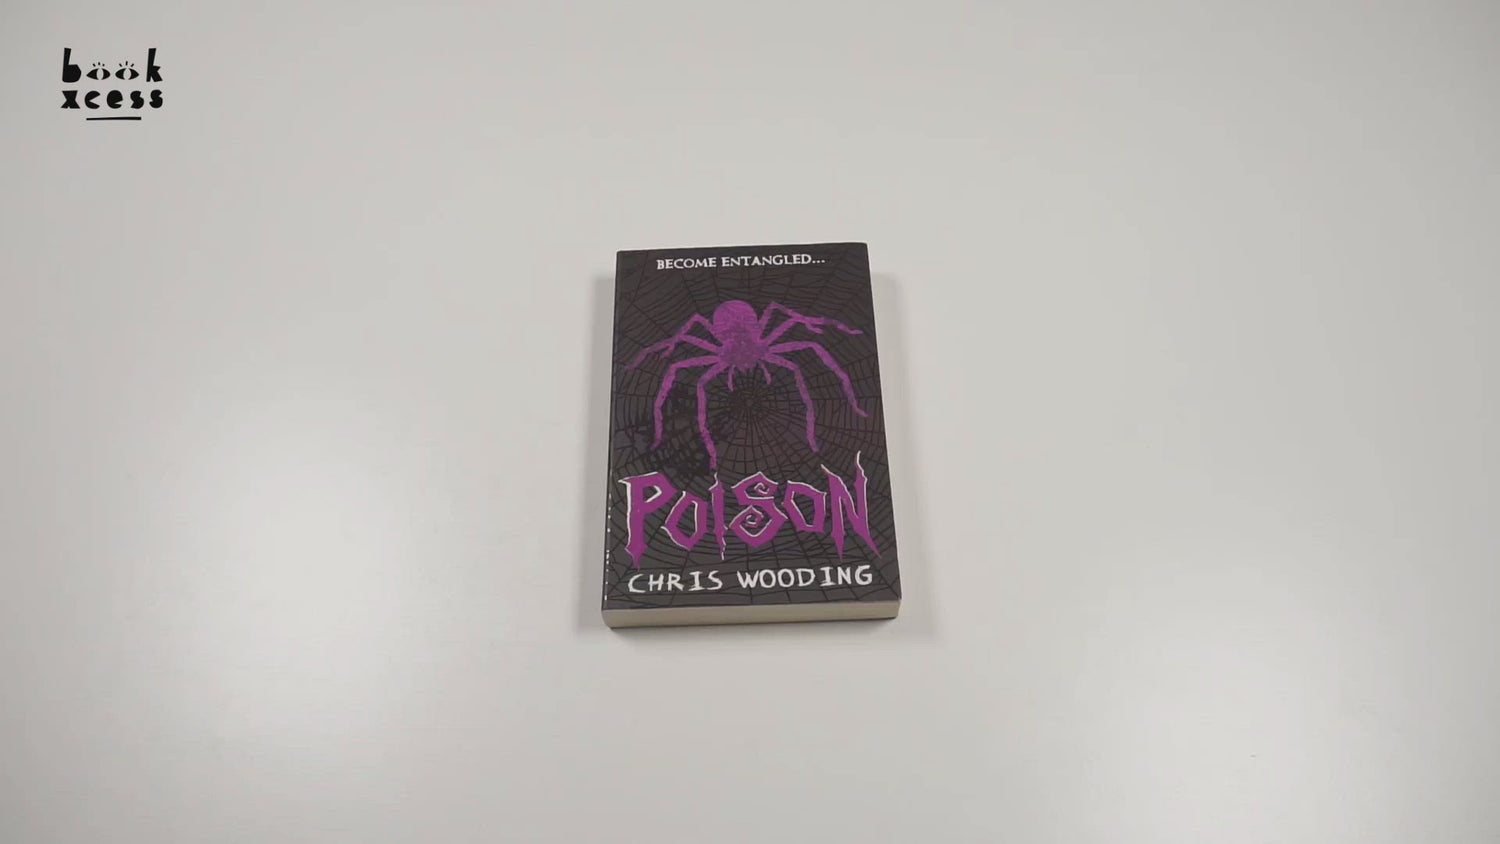 book
xcess
BECOME ENTANGLED...
POISON
CHRIS WOODING